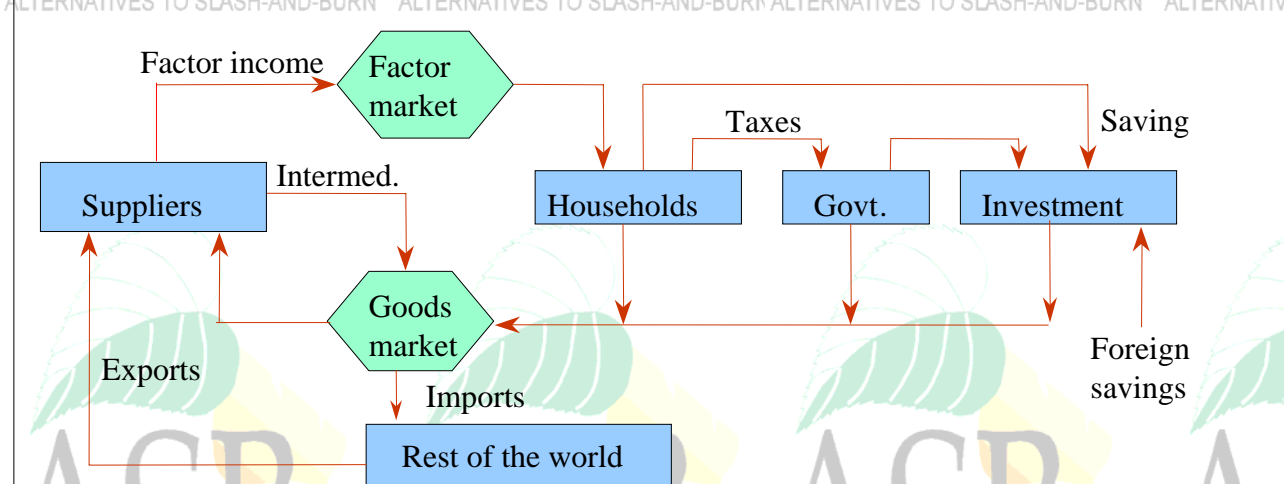 ALTERNATIVES TO SLASH-AND-BURN ALTERNATIVES TO SLASH-AND-BURN ALTERNATIVES TO SLASH-AND-BURN
Factor income
Factor
market
Taxes
Saving
Suppliers
Intermed.
Households
Govt.
Investment
Goods
market
Foreign
savings
Exports
Imports
Rest of the world